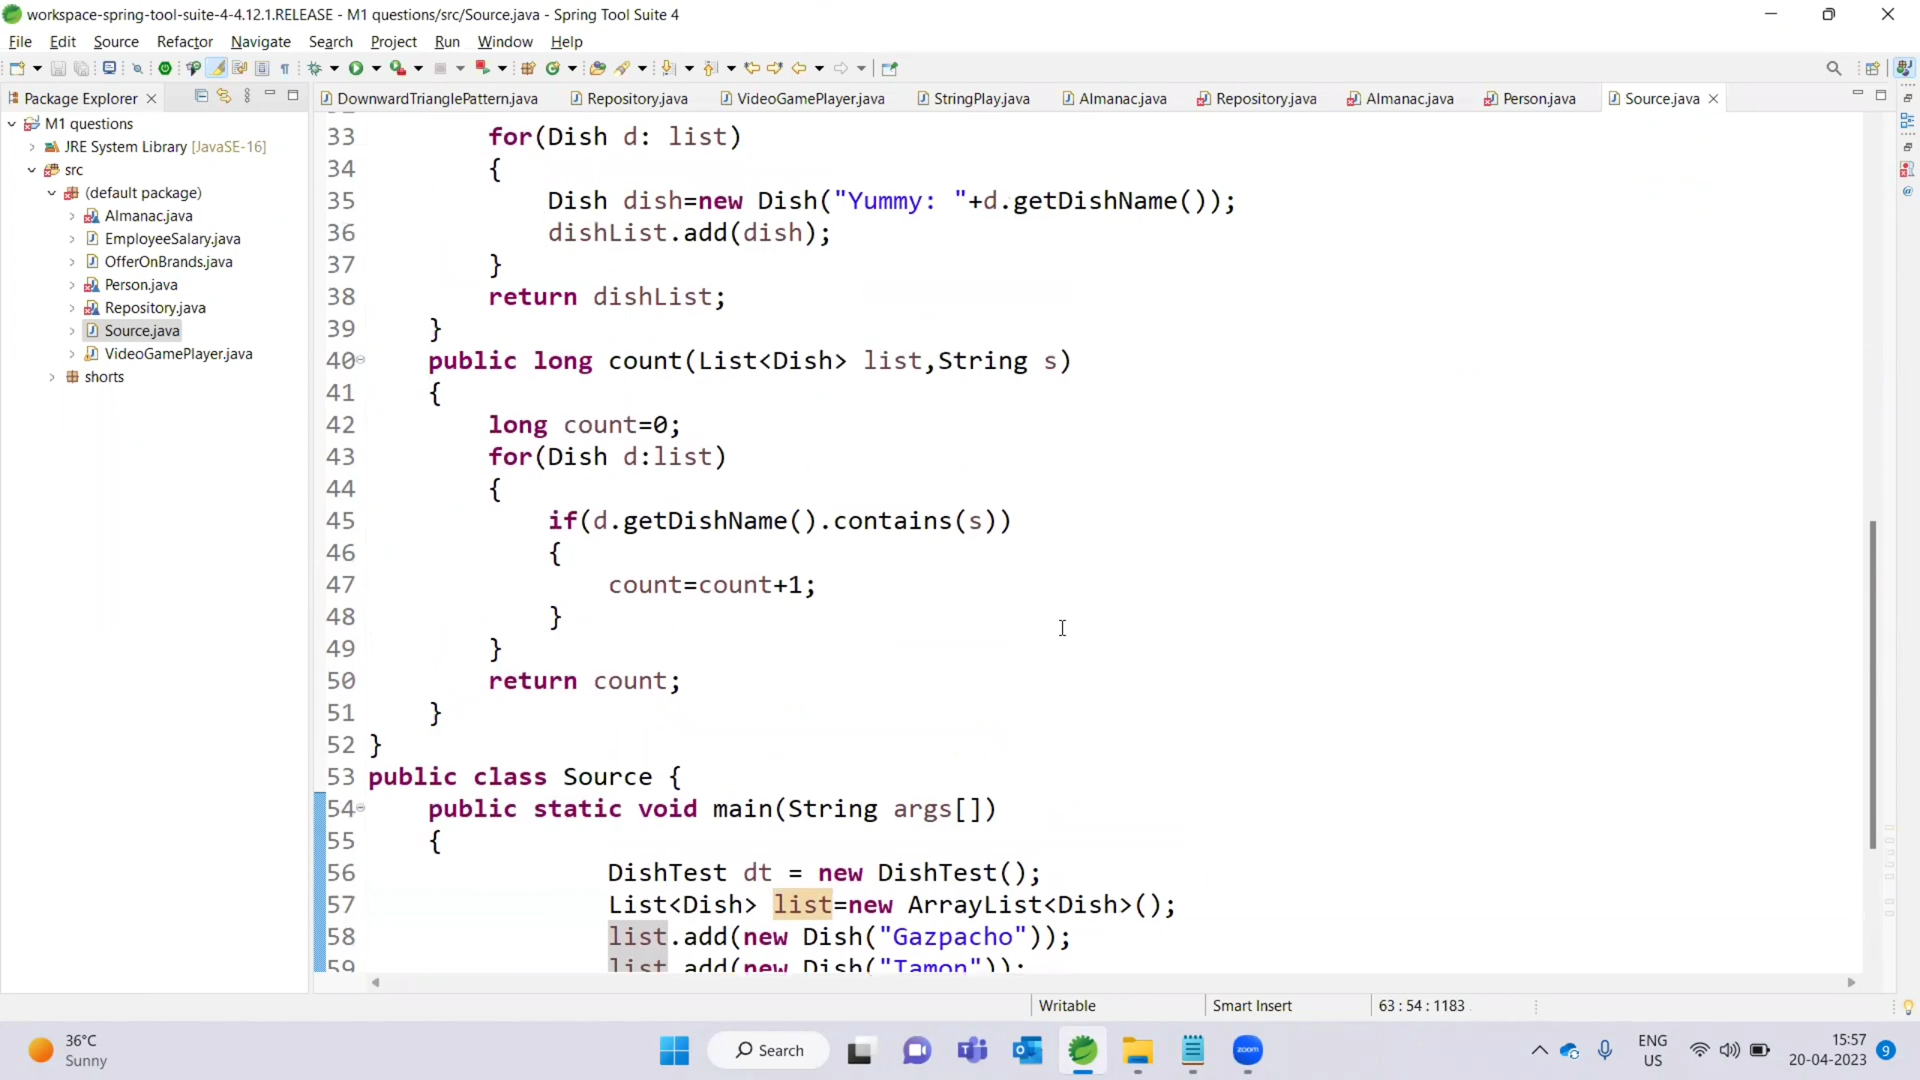 workspace-spring-tool-suite-4-4.12.1.RELEASE - M1 questions/src/Source.java - Spring Tool Suite 4
File Edit Source Refactor Navigate Search Project Run Window Help
Package Explorer
DownwardTrianglePattern.java Repository.java VideoGamePlayer.java StringPlay.java Almanac.java Repository.java Almanac.java Person.java Source.java
M1 questions
JRE System Library [JavaSE-16]
src
(default package)
Almanac.java
EmployeeSalary.java
OfferOnBrands.java
Person.java
Repository.java
Source.java
VideoGamePlayer.java
shorts
33 for(Dish d: list)
34 {
35 Dish dish=new Dish("Yummy: "+d.getDishName());
36 dishList.add(dish);
37 }
38 return dishList;
39 }
40 public long count(List<Dish> list,String s)
41 {
42 long count=0;
43 for(Dish d:list)
44 {
45 if(d.getDishName().contains(s))
46 {
47 count=count+1;
48 }
49 }
50 return count;
51 }
52 }
53 public class Source {
54 public static void main(String args[])
55 {
56 DishTest dt = new DishTest();
57 List<Dish> list=new ArrayList<Dish>();
58 list.add(new Dish("Gazpacho"));
59 list.add(new Dish("Jamon"));
Writable Smart Insert 63 : 54 : 1183
36°C
Sunny
Search
zoom
ENG
US
15:57
20-04-2023
9